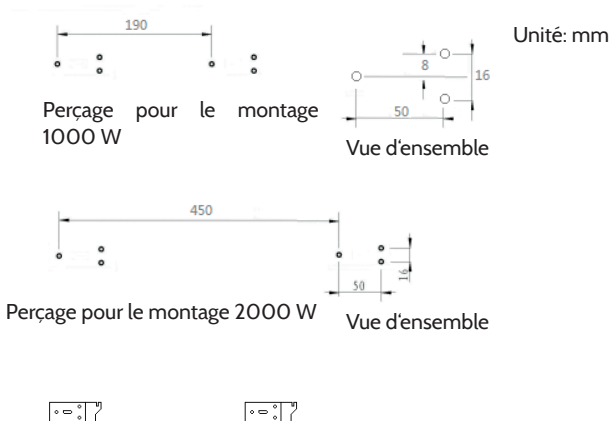 190
Unité: mm
8
16
50
Perçage pour le montage
1000 W
Vue d‘ensemble
450
50
16
Perçage pour le montage 2000 W
Vue d‘ensemble